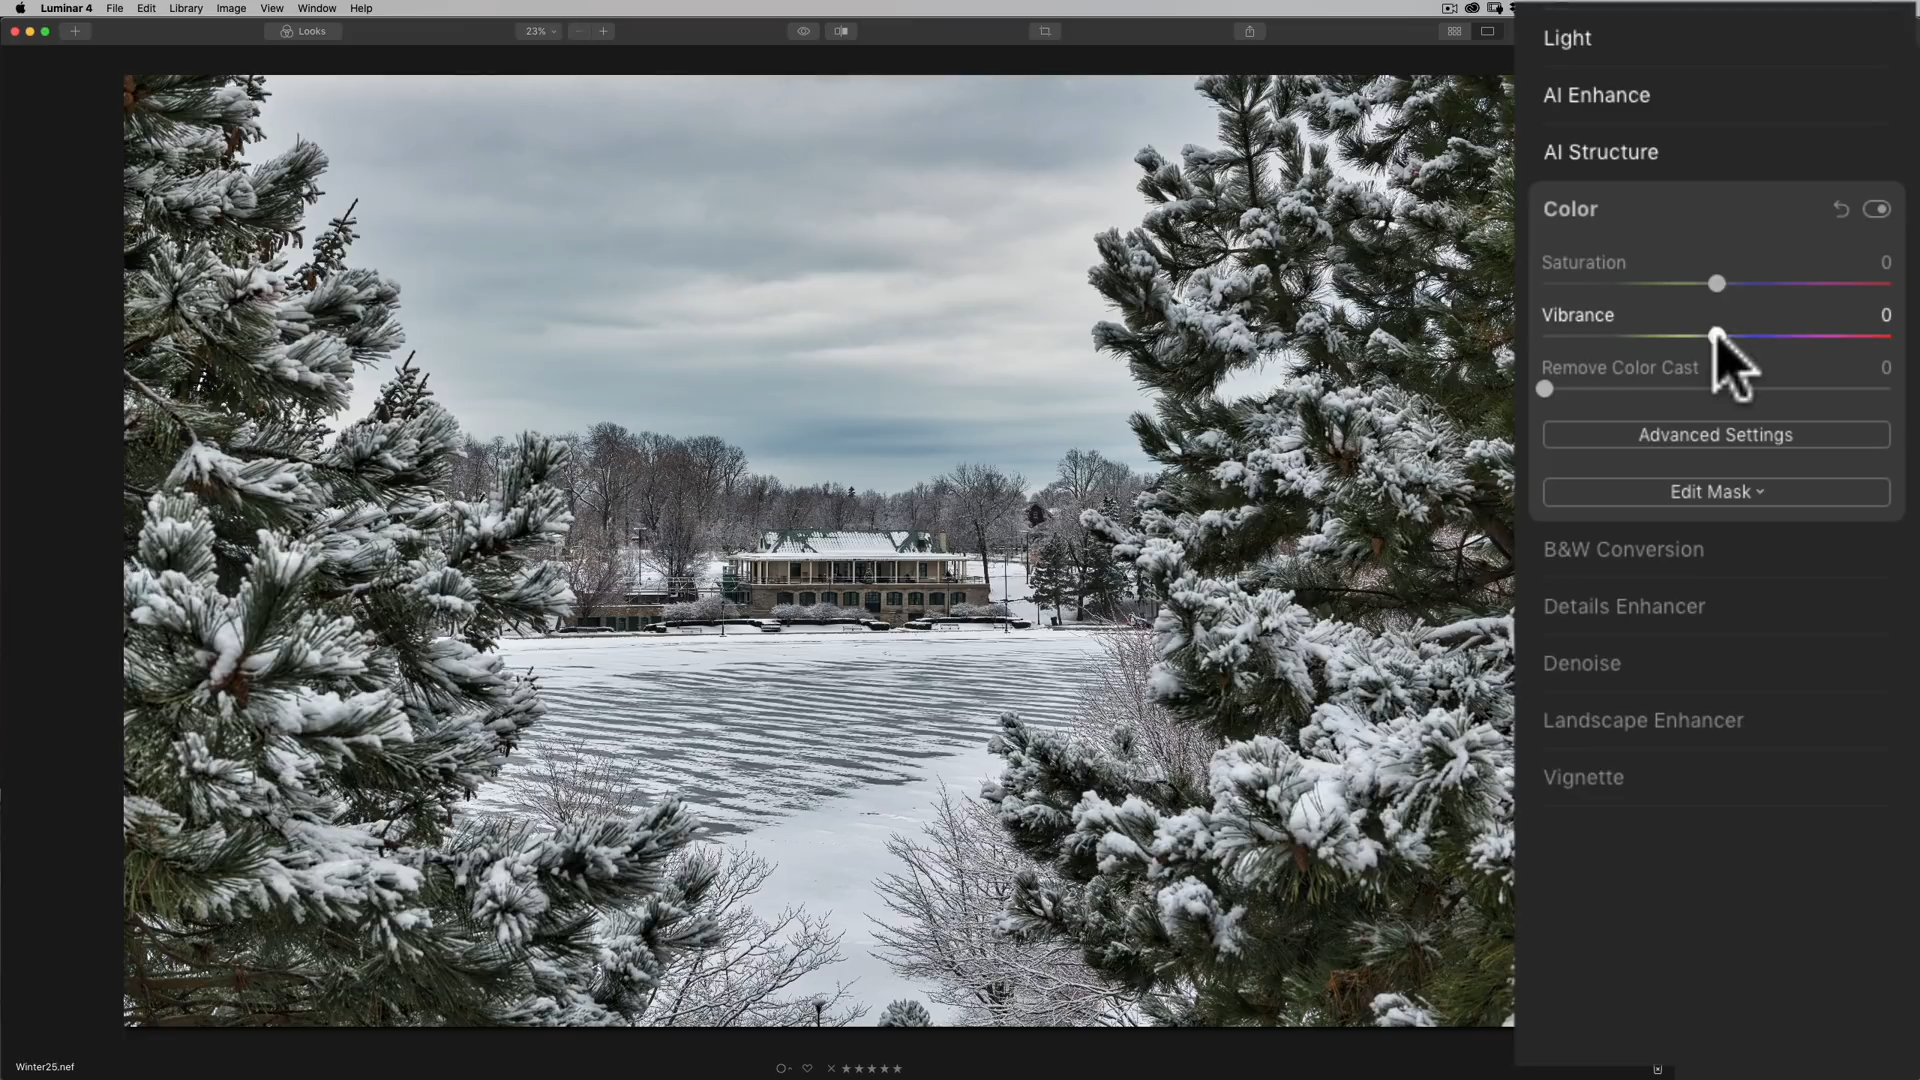 Luminar 4 File Edit Library Image View Window Help
Looks
23%
Light
AI Enhance
AI Structure
Color
Saturation 0
Vibrance 0
Remove Color Cast 0
Advanced Settings
Edit Mask
B&W Conversion
Details Enhancer
Denoise
Landscape Enhancer
Vignette
Winter25.nef